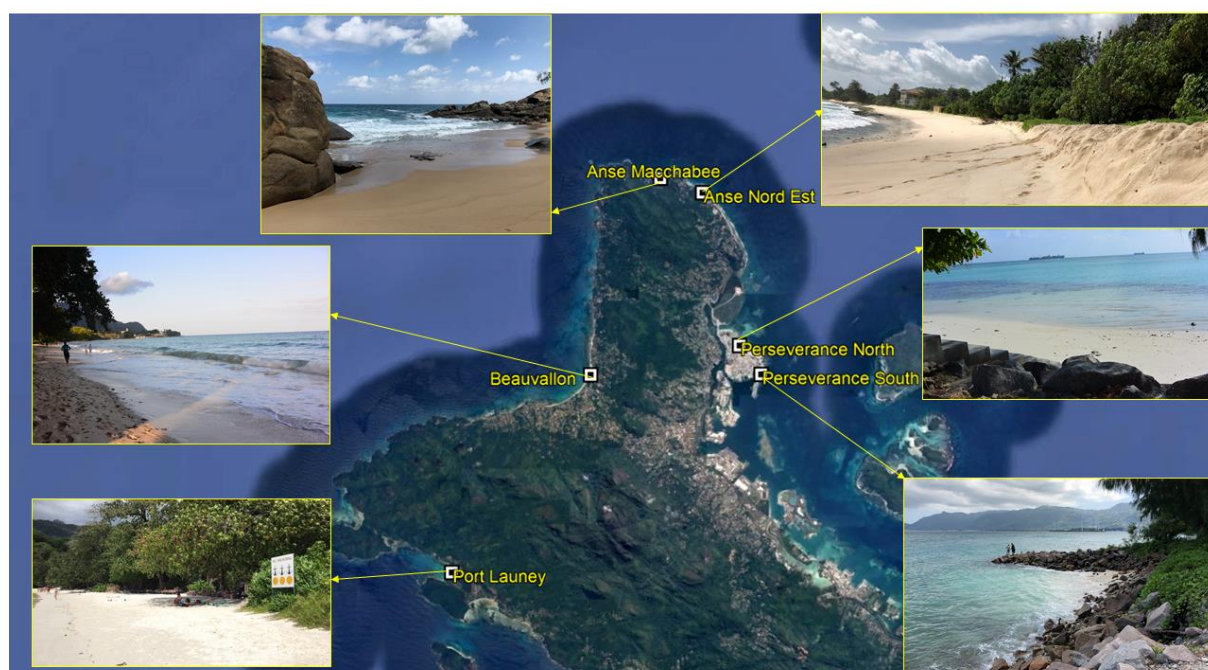 Anse Macchabee
Anse Nord Est
Perseverance North
Beauvallon
Perseverance South
Port Launey